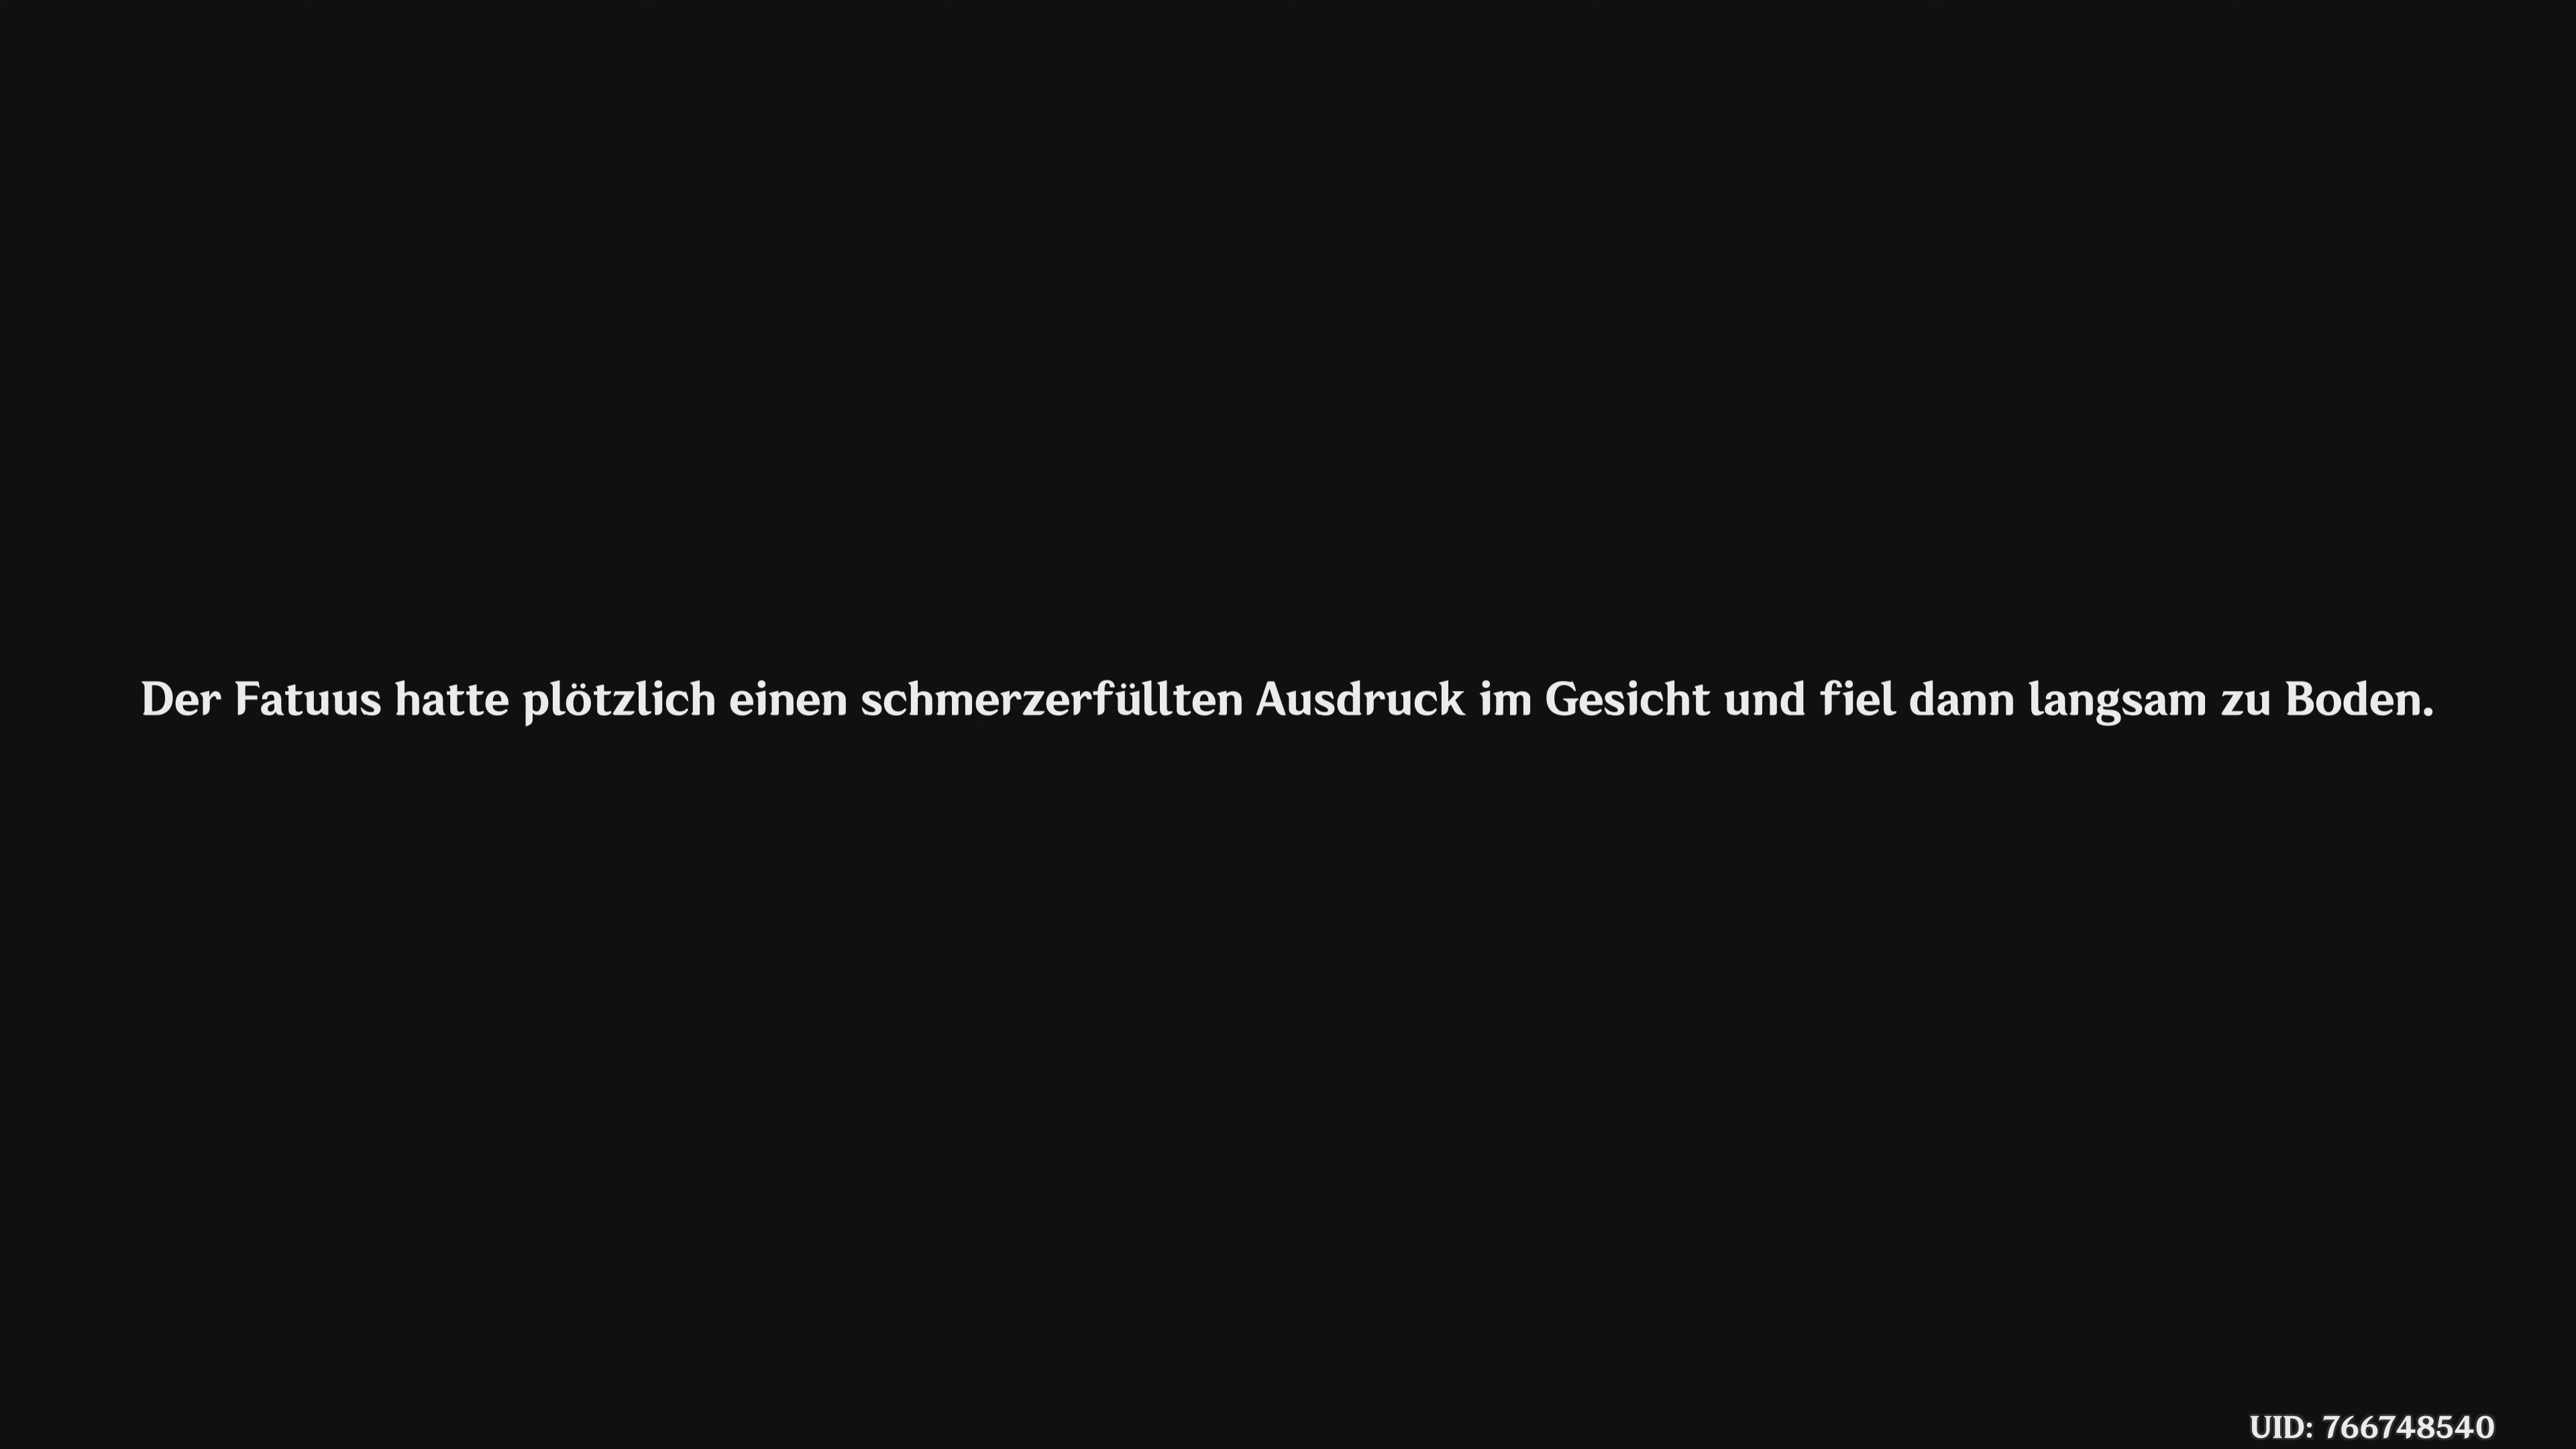 Der Fatuus hatte plötzlich einen schmerzerfüllten Ausdruck im Gesicht und fiel dann langsam zu Boden.
UID: 766748540